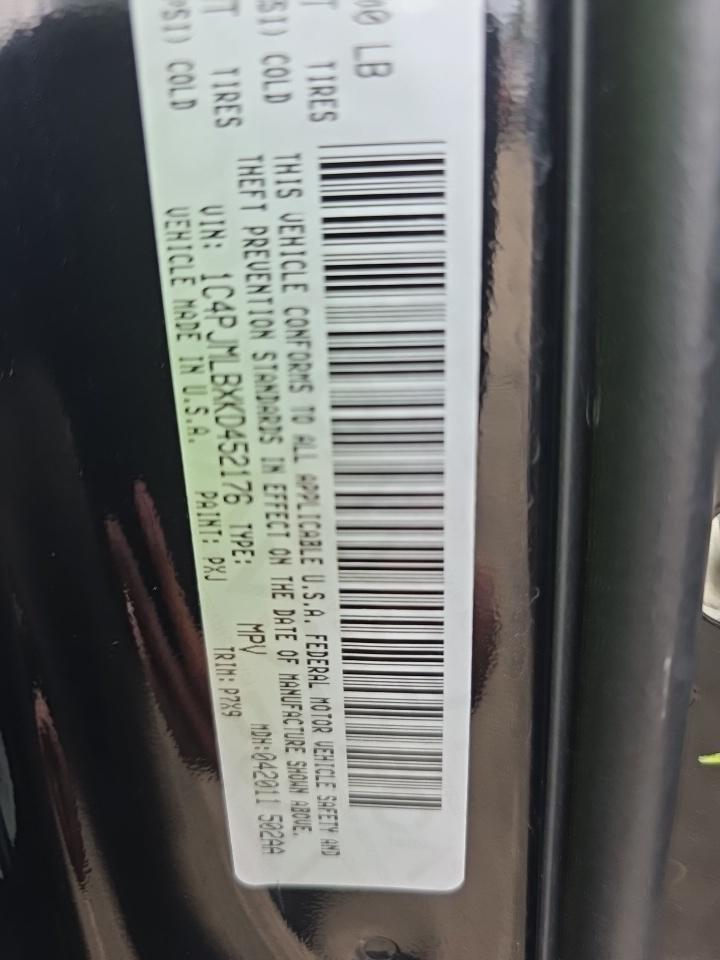 00 LB
T TIRES
SI) COLD
T TIRES
PSI) COLD
THIS VEHICLE CONFORMS TO ALL APPLICABLE U.S.A. FEDERAL MOTOR VEHICLE SAFETY AND
THEFT PREVENTION STANDARDS IN EFFECT ON THE DATE OF MANUFACTURE SHOWN ABOVE.
VIN: 1C4PJMLBXKD452176 TYPE: MPV MDH:042011 502AA
VEHICLE MADE IN U.S.A. PAINT: PXJ TRIM: P7X9